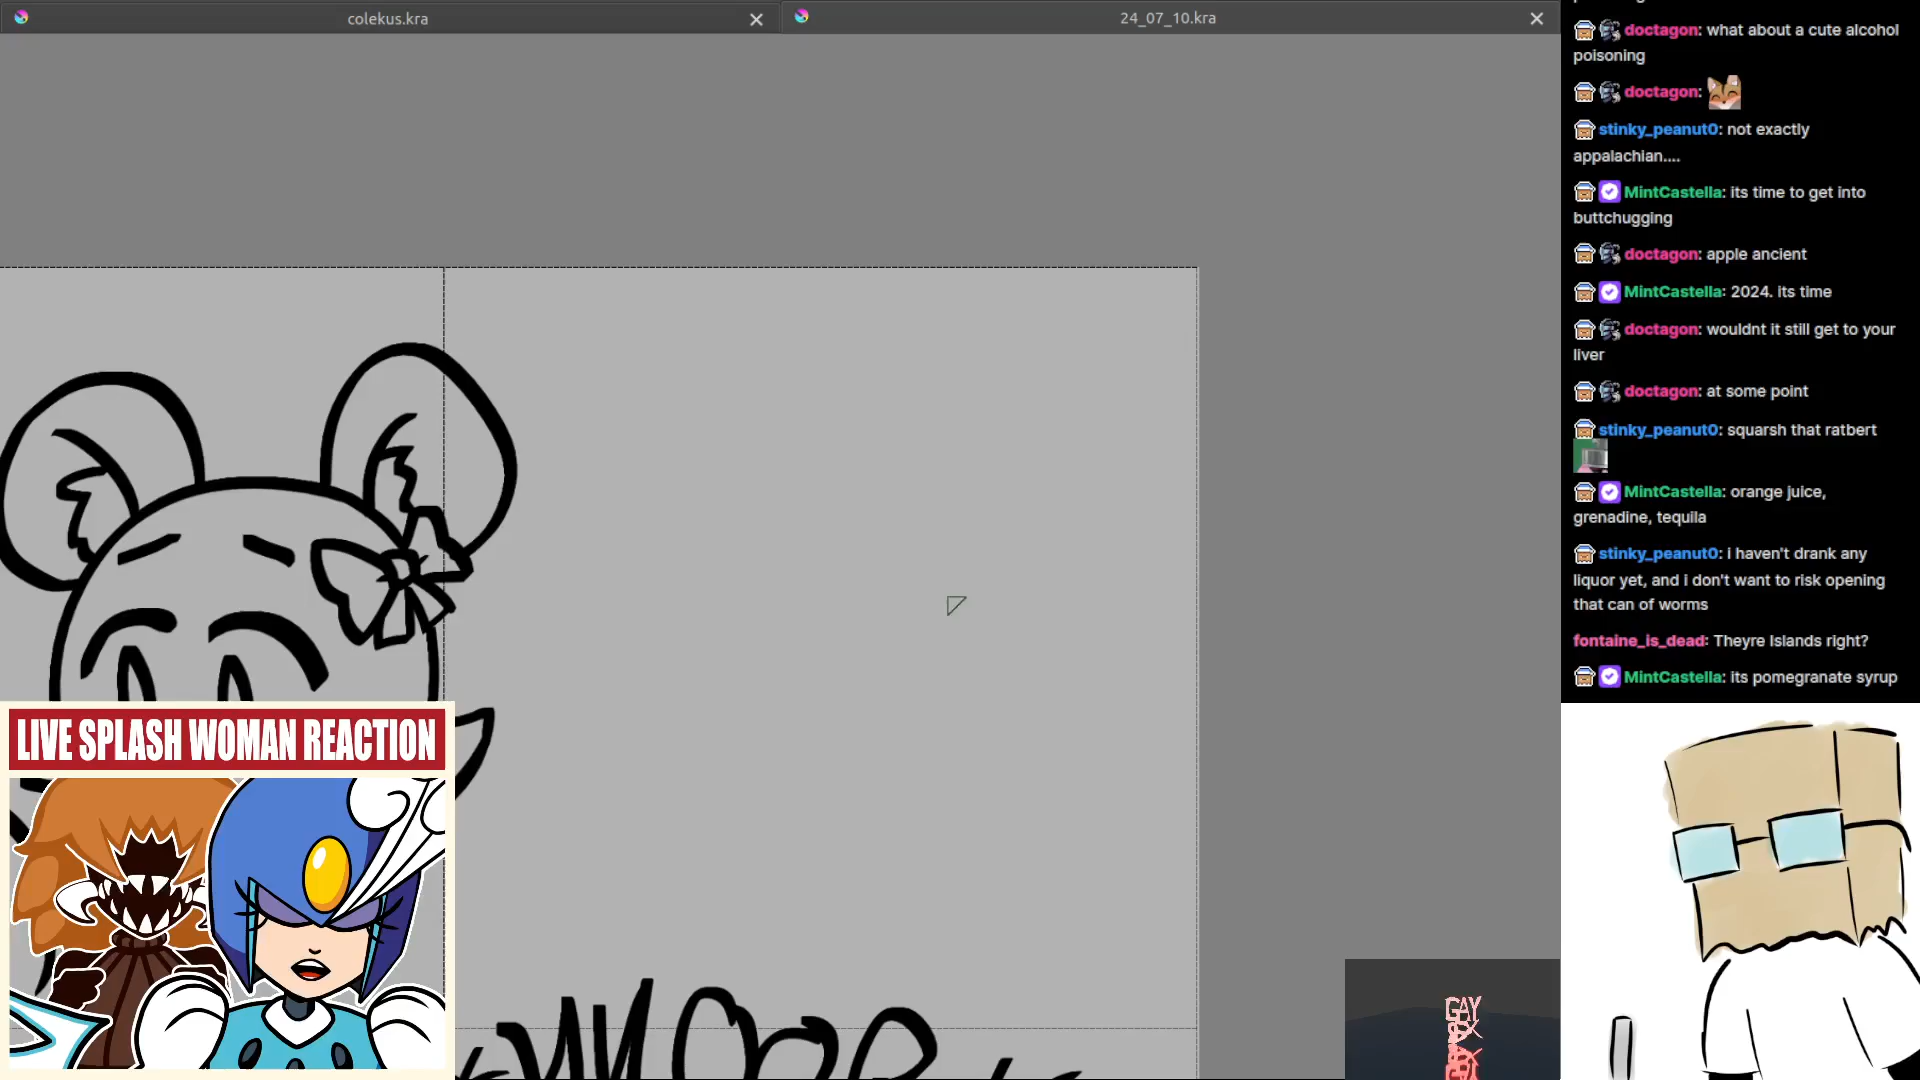 colekus.kra
24_07_10.kra
doctagon: what about a cute alcohol
poisoning
doctagon:
stinky_peanut0: not exactly
appalachian....
MintCastella: its time to get into
buttchugging
doctagon: apple ancient
MintCastella: 2024. its time
doctagon: wouldnt it still get to your
liver
doctagon: at some point
stinky_peanut0: squarsh that ratbert
MintCastella: orange juice,
grenadine, tequila
stinky_peanut0: i haven't drank any
liquor yet, and i don't want to risk opening
that can of worms
fontaine_is_dead: Theyre Islands right?
MintCastella: its pomegranate syrup
LIVE SPLASH WOMAN REACTION
GAY
SEX